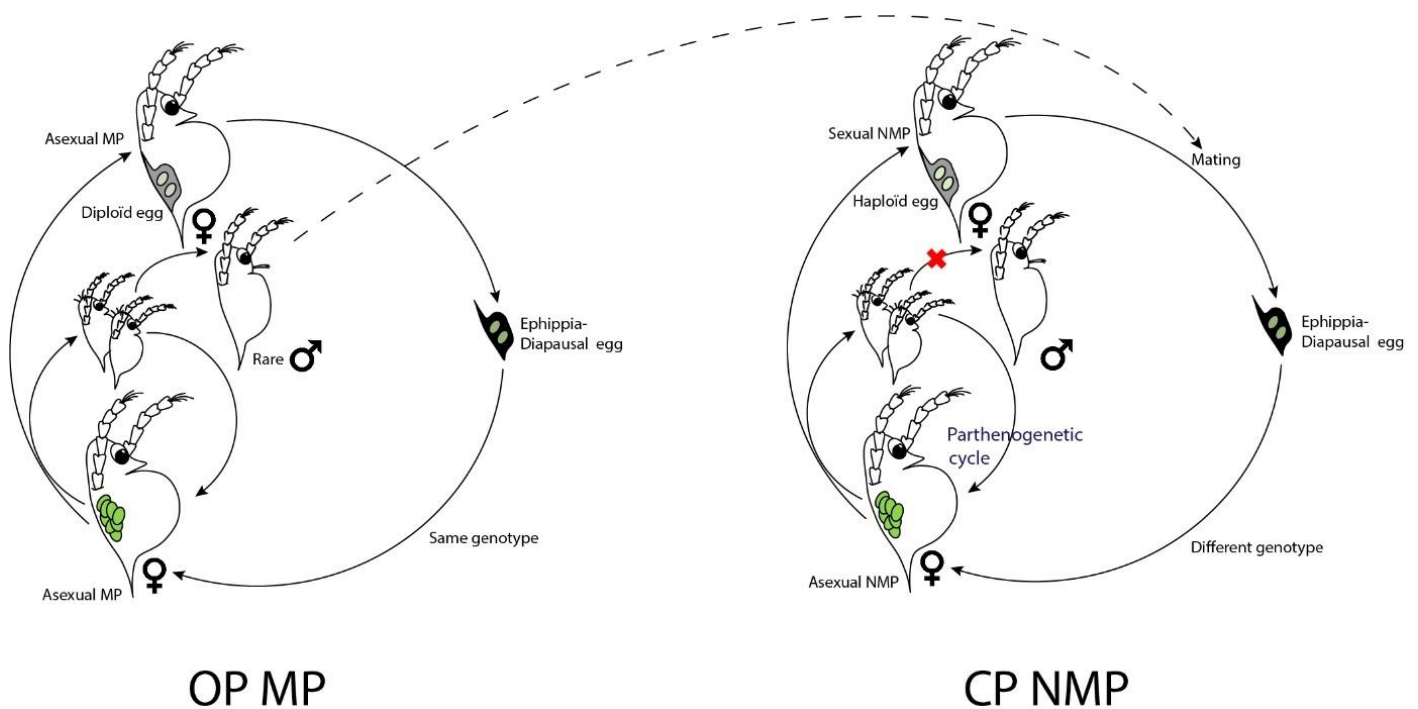 Asexual MP
Diploïd egg
Rare
Ephippia-
Diapausal egg
Same genotype
Asexual MP
OP MP
Sexual NMP
Mating
Haploïd egg
Ephippia-
Diapausal egg
Parthenogenetic
cycle
Different genotype
Asexual NMP
CP NMP